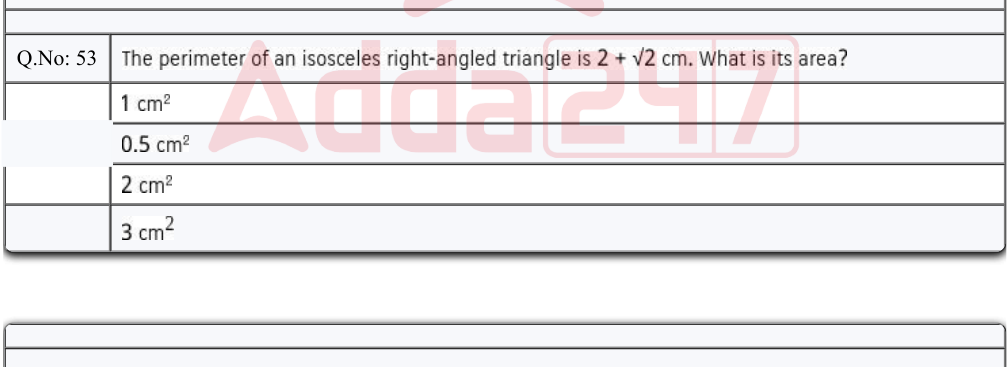 Q.No: 53 The perimeter of an isosceles right-angled triangle is 2 + √2 cm. What is its area?
1 cm²
0.5 cm²
2 cm²
3 cm²
Adda247